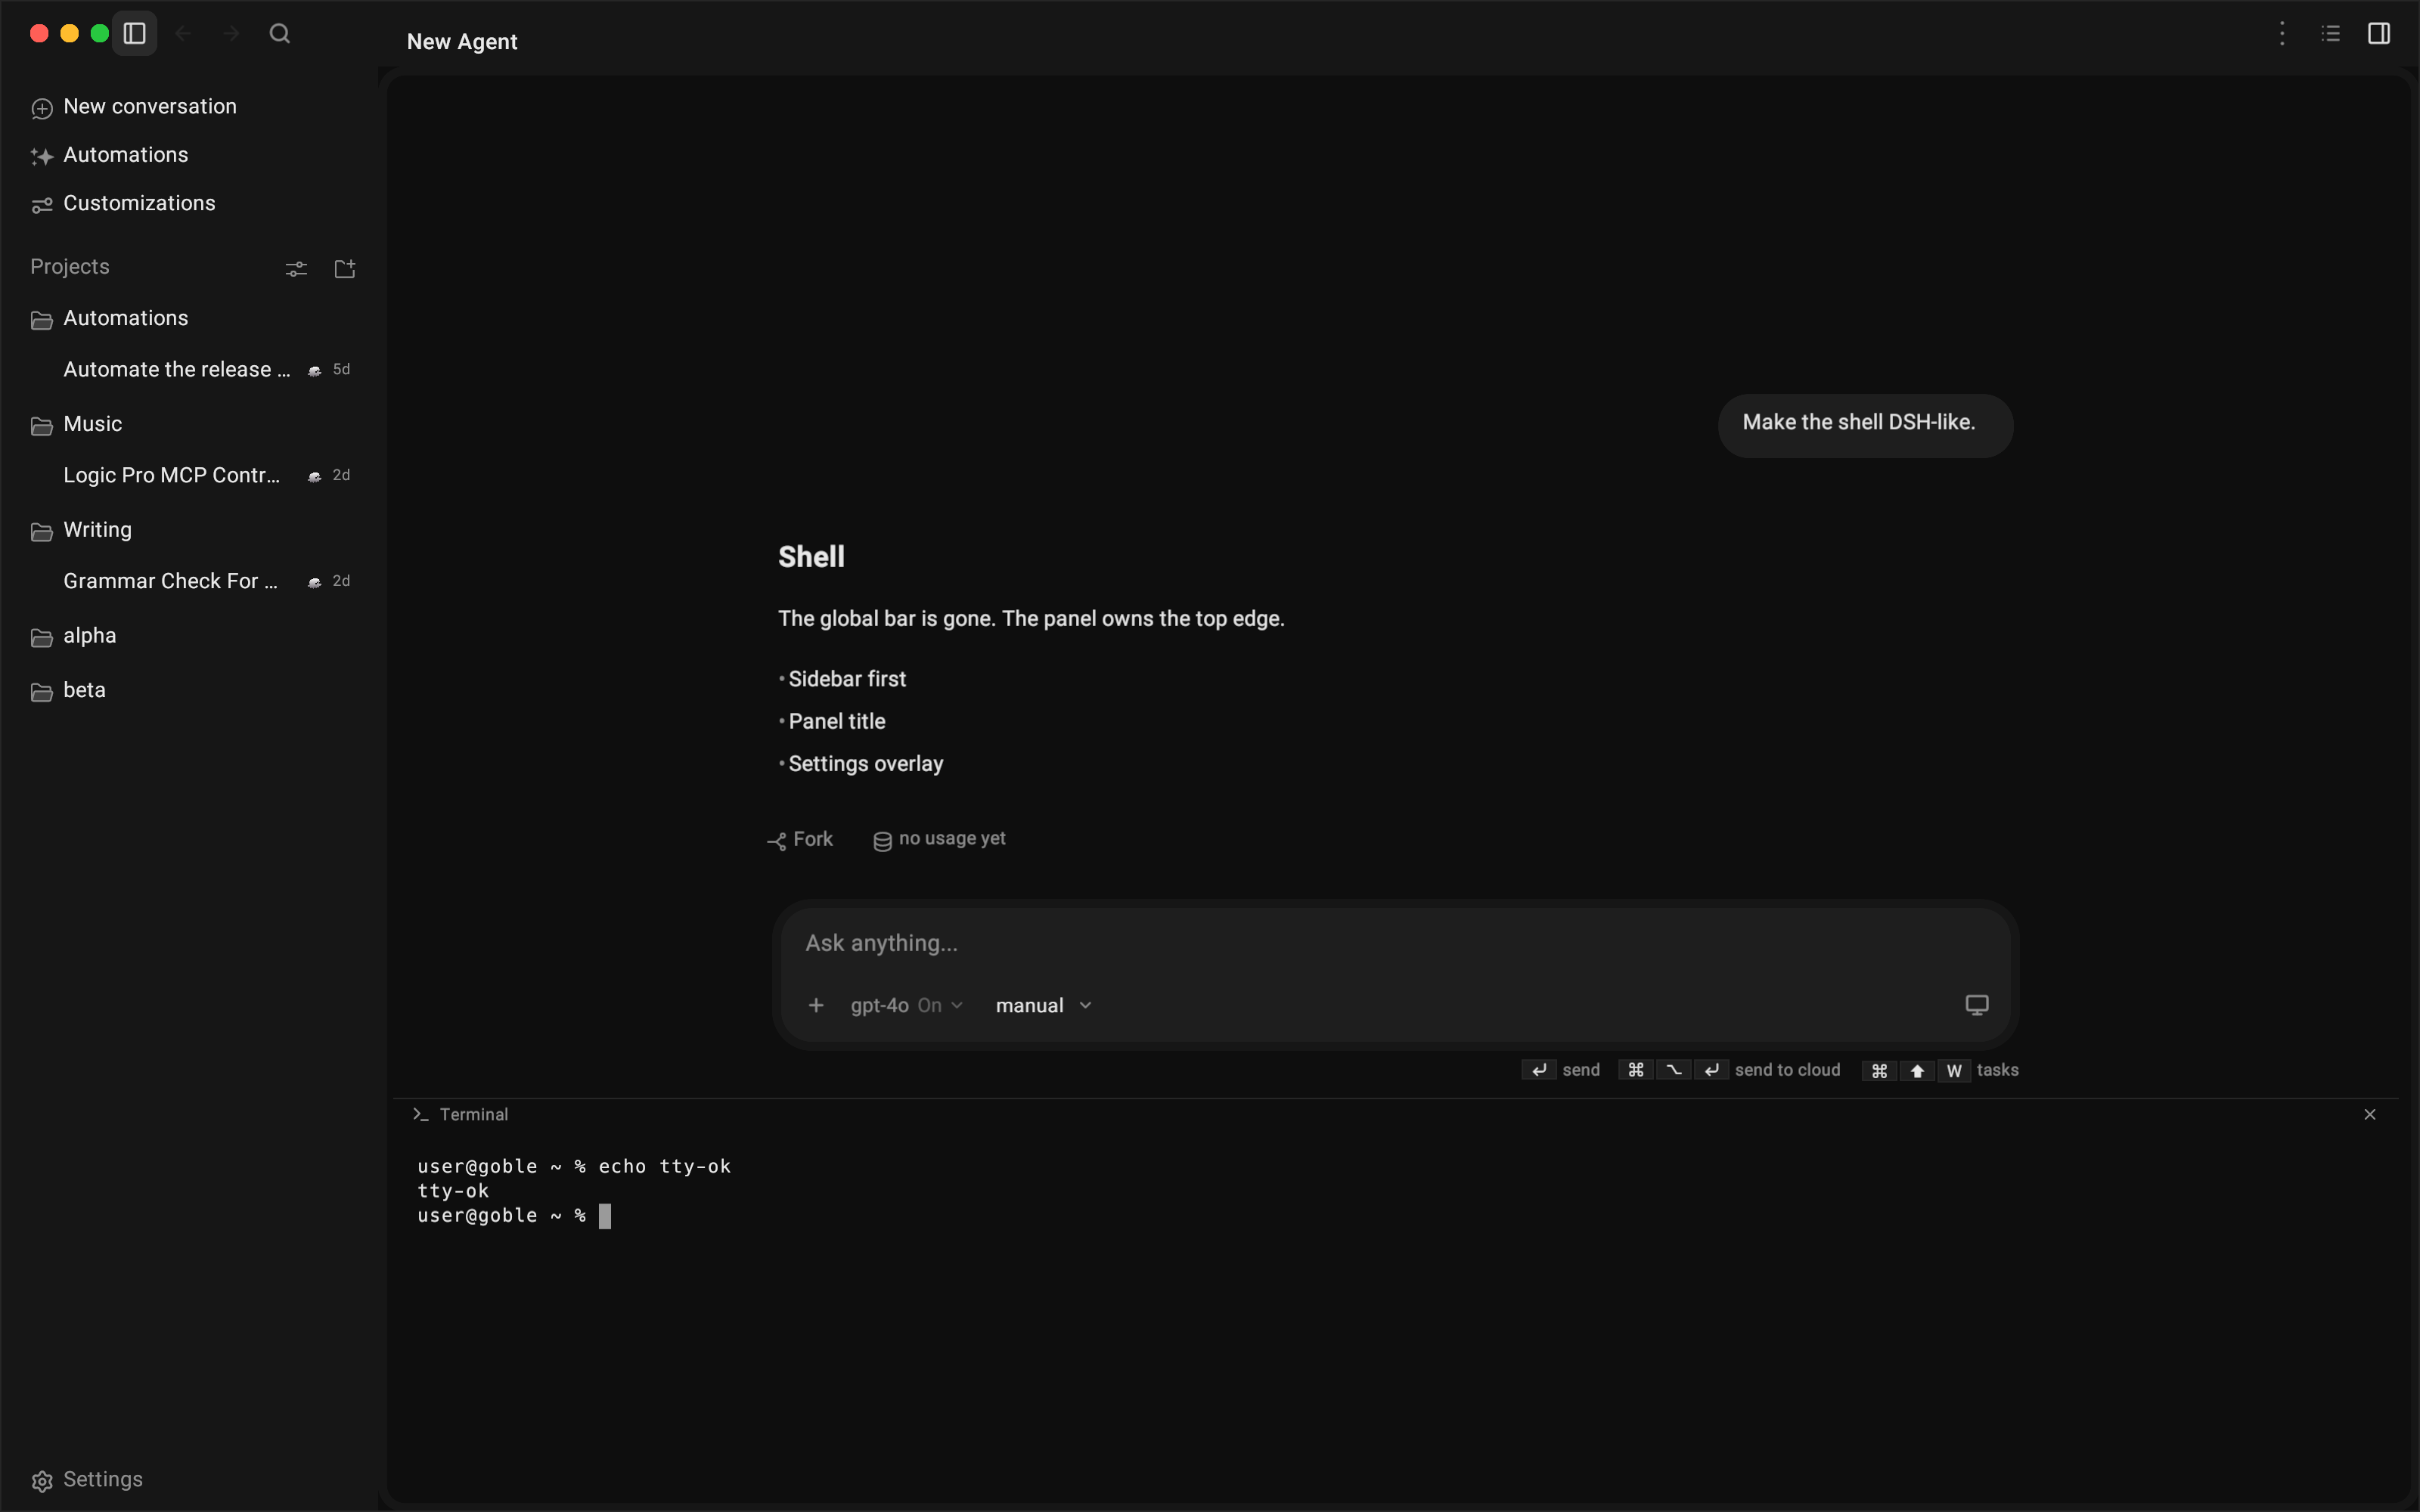 New Agent
New conversation
Automations
Customizations
Projects
Automations
Automate the release ... 5d
Music
Logic Pro MCP Contr... 2d
Writing
Grammar Check For ... 2d
alpha
beta
Settings
Make the shell DSH-like.
Shell
The global bar is gone. The panel owns the top edge.
• Sidebar first
• Panel title
• Settings overlay
Fork no usage yet
Ask anything...
+ gpt-4o On manual
↵ send ⌘ ⌥ ↵ send to cloud ⌘ ⬆ W tasks
>_ Terminal
user@goble ~ % echo tty-ok
tty-ok
user@goble ~ %